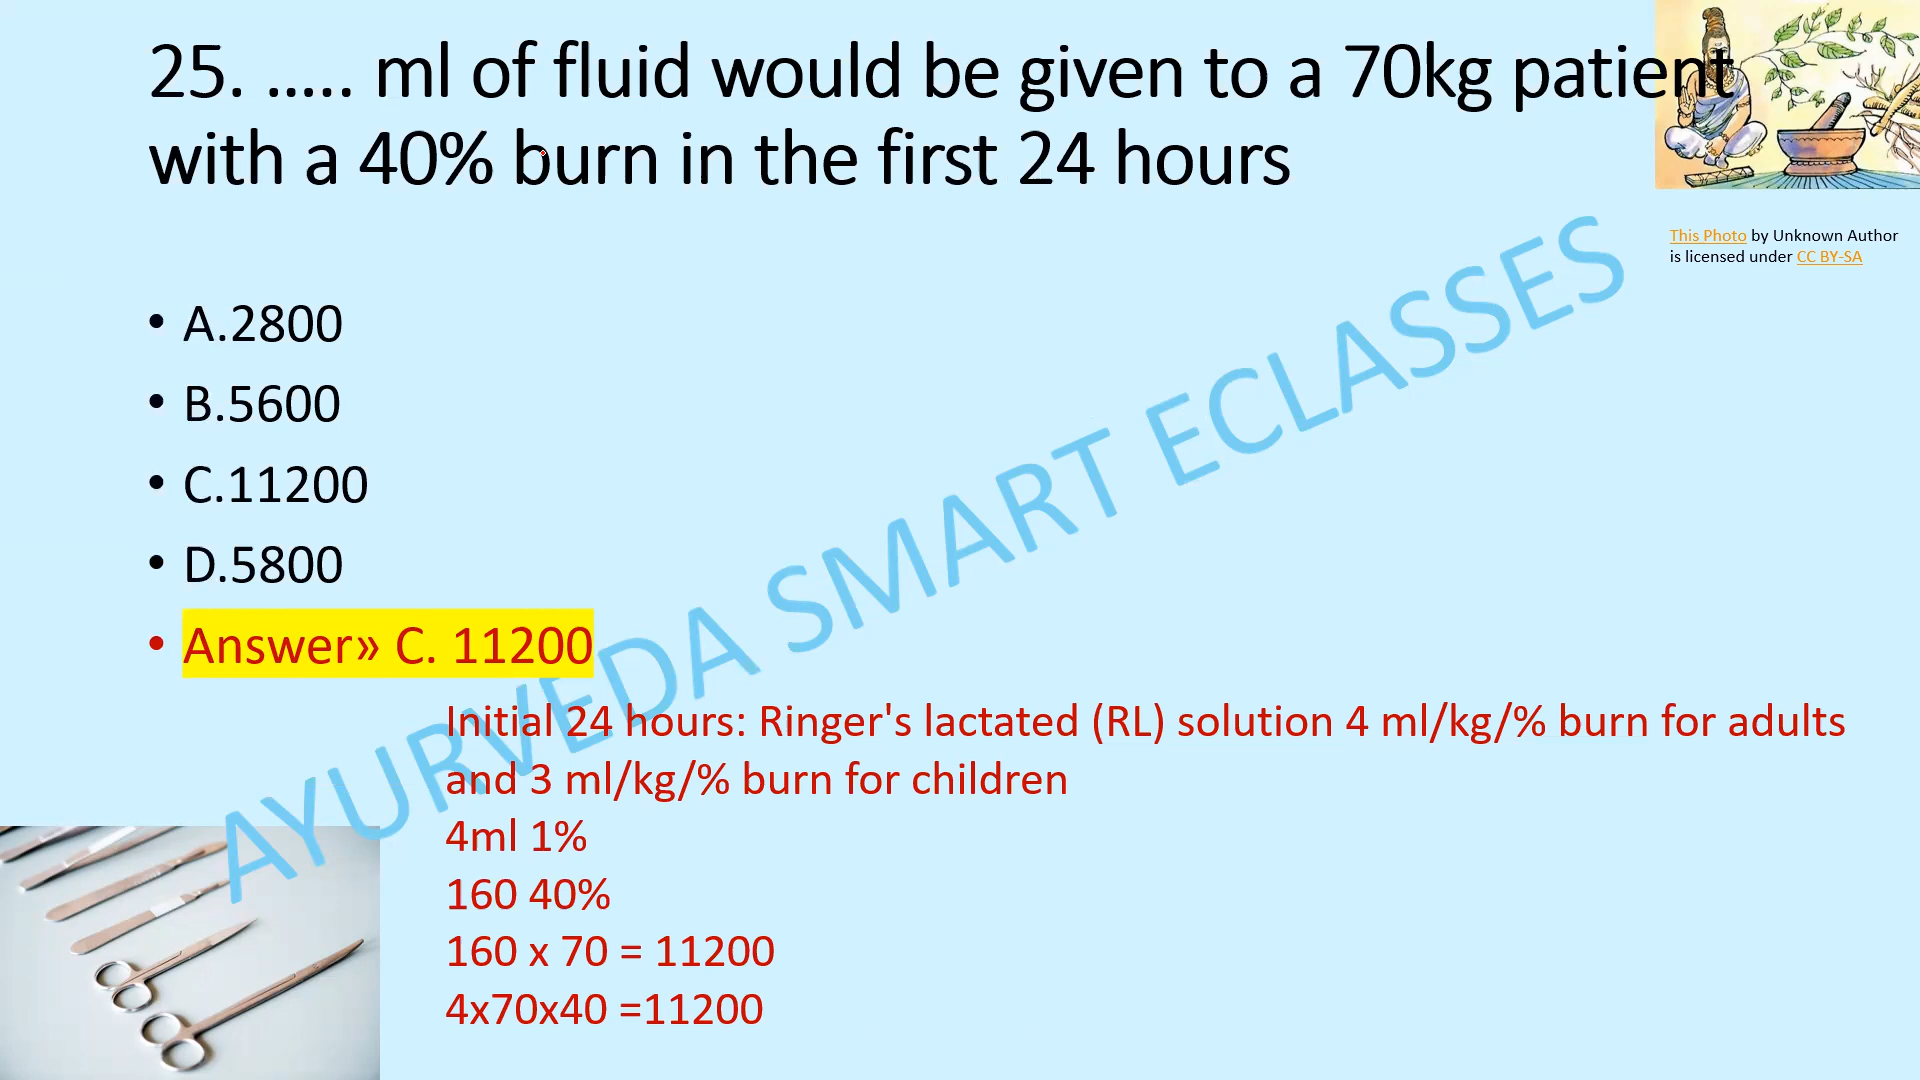 25. ..... ml of fluid would be given to a 70kg patient
with a 40% burn in the first 24 hours
This Photo by Unknown Author
is licensed under CC BY-SA
• A.2800
• B.5600
• C.11200
• D.5800
• Answer» C. 11200
Initial 24 hours: Ringer's lactated (RL) solution 4 ml/kg/% burn for adults
and 3 ml/kg/% burn for children
4ml 1%
160 40%
160 x 70 = 11200
4x70x40 =11200
AYURVEDA SMART ECLASSES